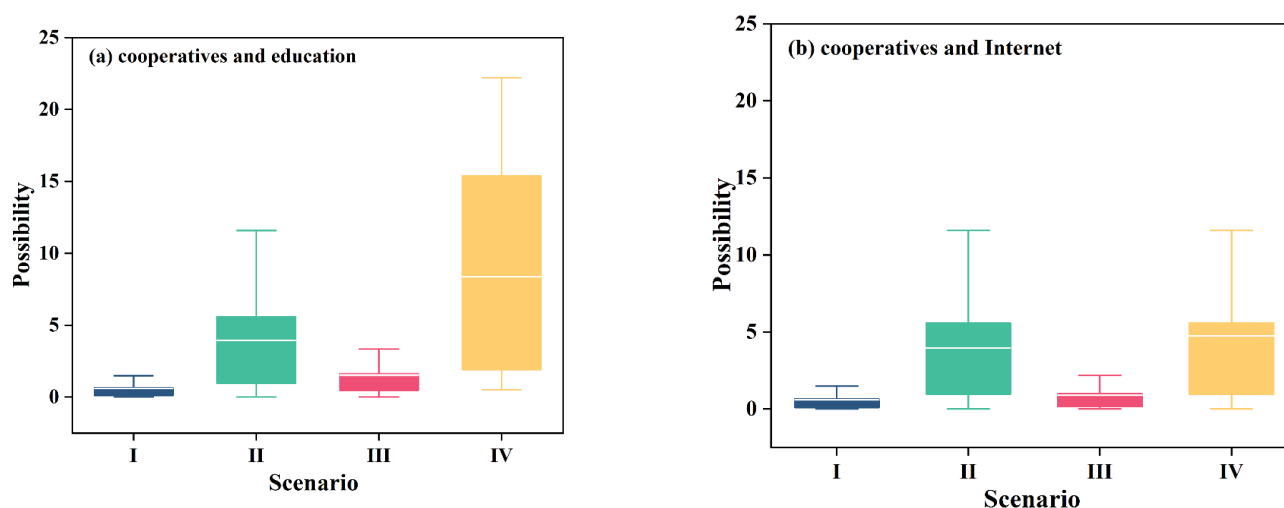 (a) cooperatives and education
Possibility
25
20
15
10
5
0
I II III IV
Scenario
(b) cooperatives and Internet
Possibility
25
20
15
10
5
0
I II III IV
Scenario